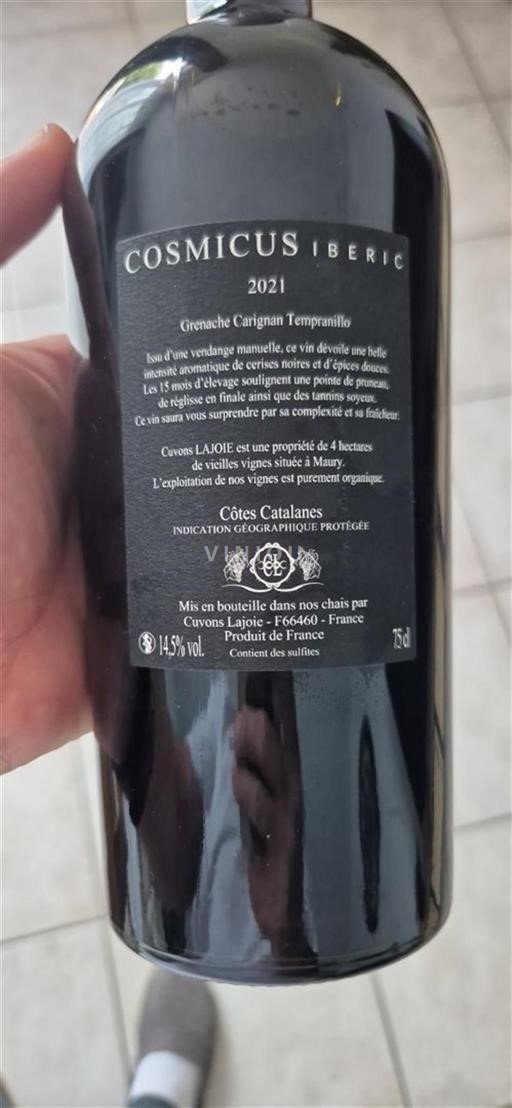 COSMICUS IBERIC
2021
Grenache Carignan Tempranillo
Issu d'une vendange manuelle, ce vin dévoile une belle
intensité aromatique de cerises noires et d'épices douces.
Les 15 mois d'élevage soulignent une pointe de pruneau,
de réglisse en finale ainsi que des tannins soyeux.
Ce vin saura vous surprendre par sa complexité et sa fraîcheur.
Cuvons LAJOIE est une propriété de 4 hectares
de vieilles vignes située à Maury.
L'exploitation de nos vignes est purement organique.
Côtes Catalanes
INDICATION GÉOGRAPHIQUE PROTÉGÉE
CL
Mis en bouteille dans nos chais par
Cuvons Lajoie - F66460 - France
Produit de France
14,5% vol.
Contient des sulfites
75cl